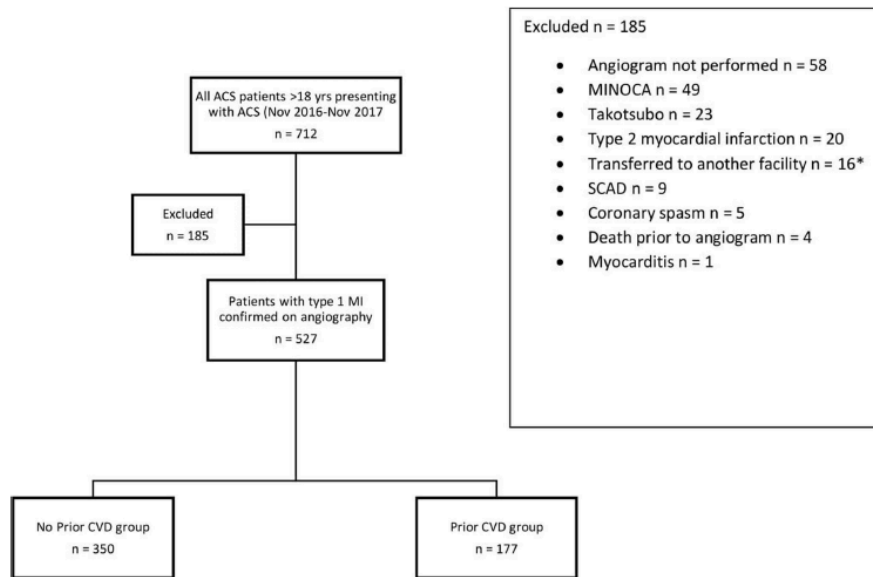 All ACS patients >18 yrs presenting
with ACS (Nov 2016-Nov 2017
n = 712
Excluded
n = 185
Patients with type 1 MI
confirmed on angiography
n = 527
No Prior CVD group
n = 350
Prior CVD group
n = 177
Excluded n = 185
• Angiogram not performed n = 58
• MINOCA n = 49
• Takotsubo n = 23
• Type 2 myocardial infarction n = 20
• Transferred to another facility n = 16*
• SCAD n = 9
• Coronary spasm n = 5
• Death prior to angiogram n = 4
• Myocarditis n = 1